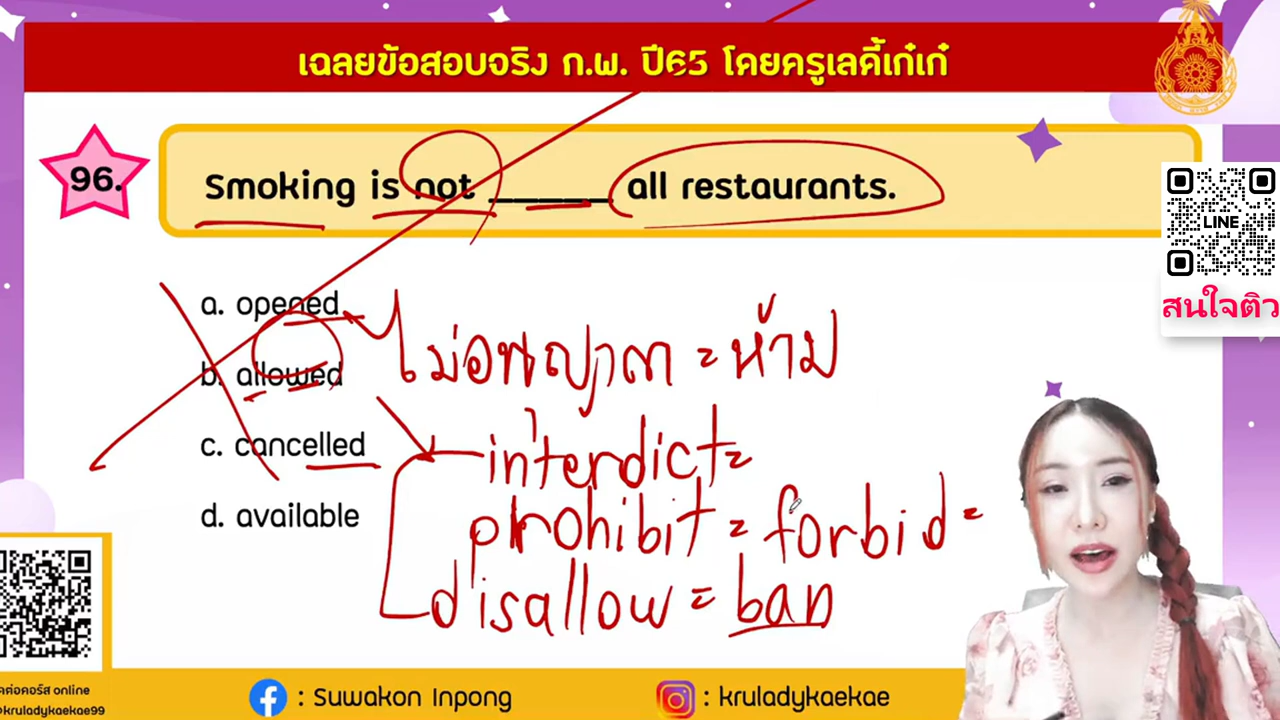 เฉลยข้อสอบจริง ก.พ. ปี65 โดยครูเลดี้เก๋เก๋
96.
Smoking is not _____ all restaurants.
LINE
สนใจติว
a. opened
b. allowed
c. cancelled
d. available
ไม่อนุญาต = ห้าม
interdict =
prohibit = forbid =
disallow = ban
ต่อคอร์ส online
kruladykaekae99
: Suwakon Inpong
: kruladykaekae